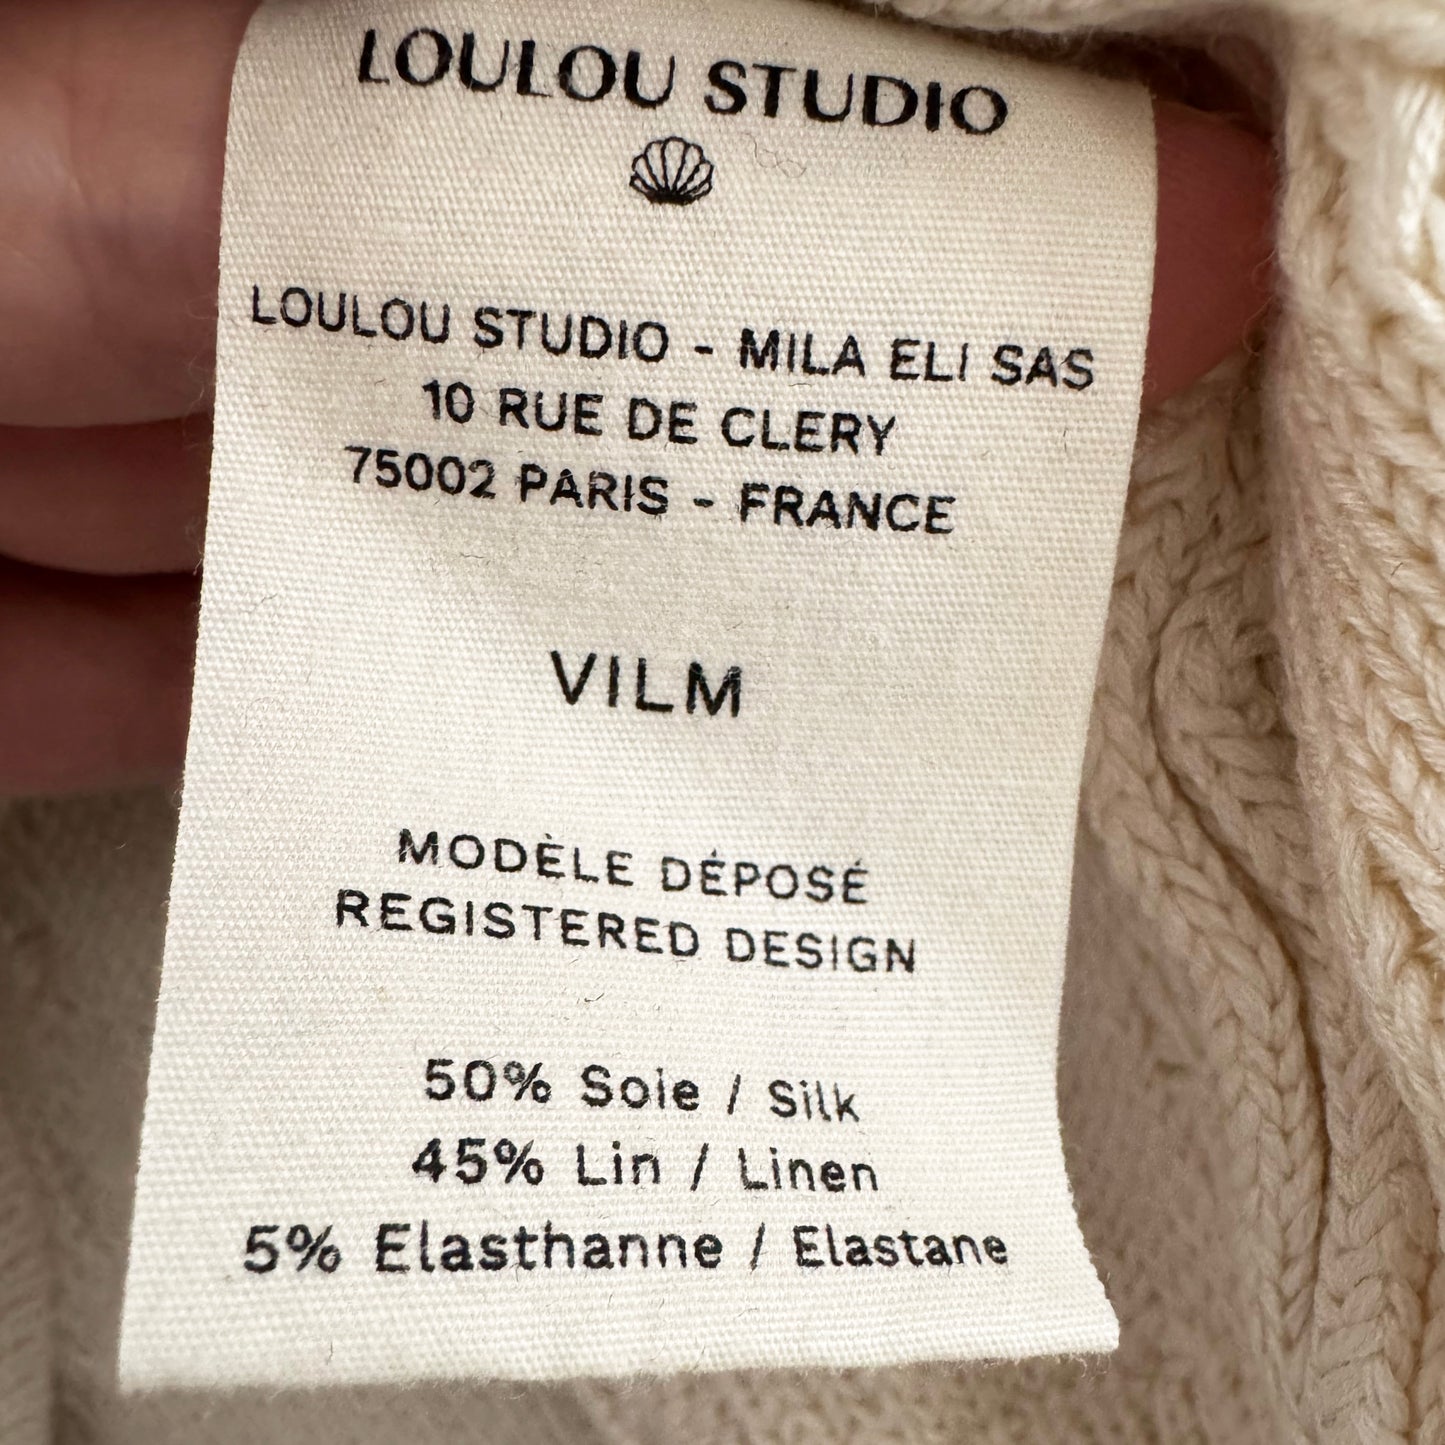 LOULOU STUDIO
LOULOU STUDIO - MILA ELI SAS
10 RUE DE CLERY
75002 PARIS - FRANCE
VILM
MODÈLE DÉPOSÉ
REGISTERED DESIGN
50% Soie / Silk
45% Lin / Linen
5% Elasthanne / Elastane